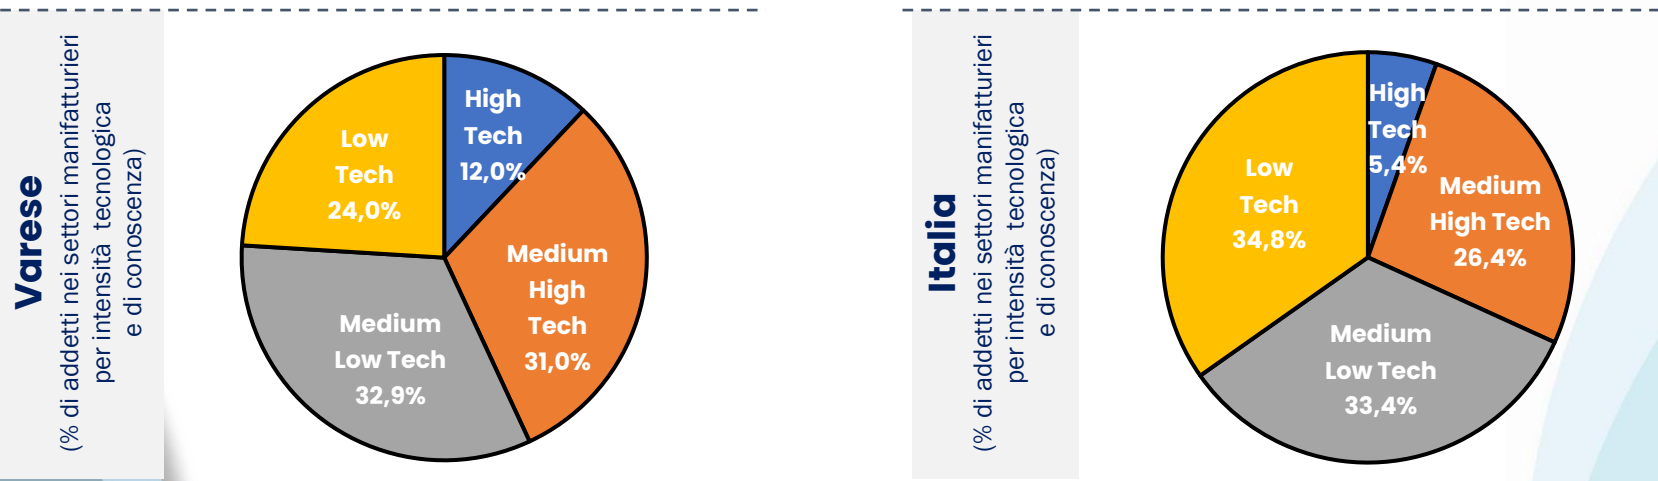 Varese
(% di addetti nei settori manifatturieri
per intensità tecnologica
e di conoscenza)
High
Tech
12,0%
Medium
High
Tech
31,0%
Medium
Low Tech
32,9%
Low
Tech
24,0%
Italia
(% di addetti nei settori manifatturieri
per intensità tecnologica
e di conoscenza)
High
Tech
5,4%
Medium
High Tech
26,4%
Medium
Low Tech
33,4%
Low
Tech
34,8%